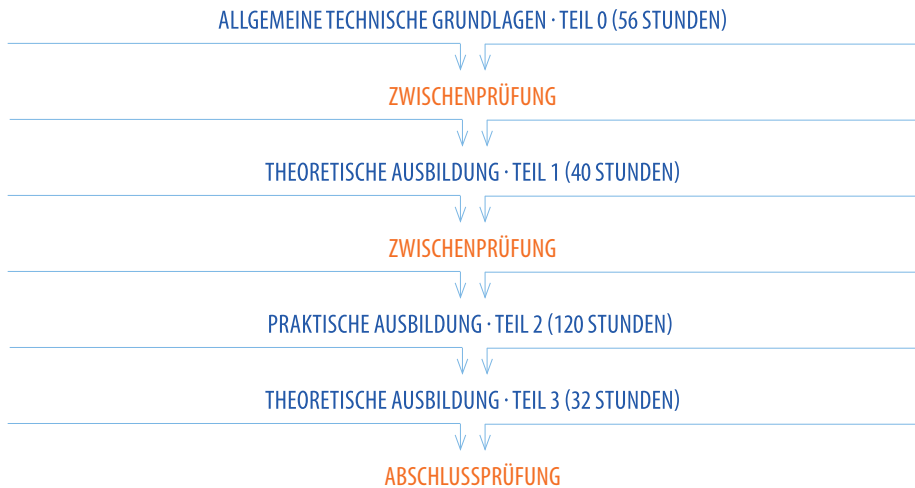 ALLGEMEINE TECHNISCHE GRUNDLAGEN · TEIL 0 (56 STUNDEN)
ZWISCHENPRÜFUNG
THEORETISCHE AUSBILDUNG · TEIL 1 (40 STUNDEN)
ZWISCHENPRÜFUNG
PRAKTISCHE AUSBILDUNG · TEIL 2 (120 STUNDEN)
THEORETISCHE AUSBILDUNG · TEIL 3 (32 STUNDEN)
ABSCHLUSSPRÜFUNG